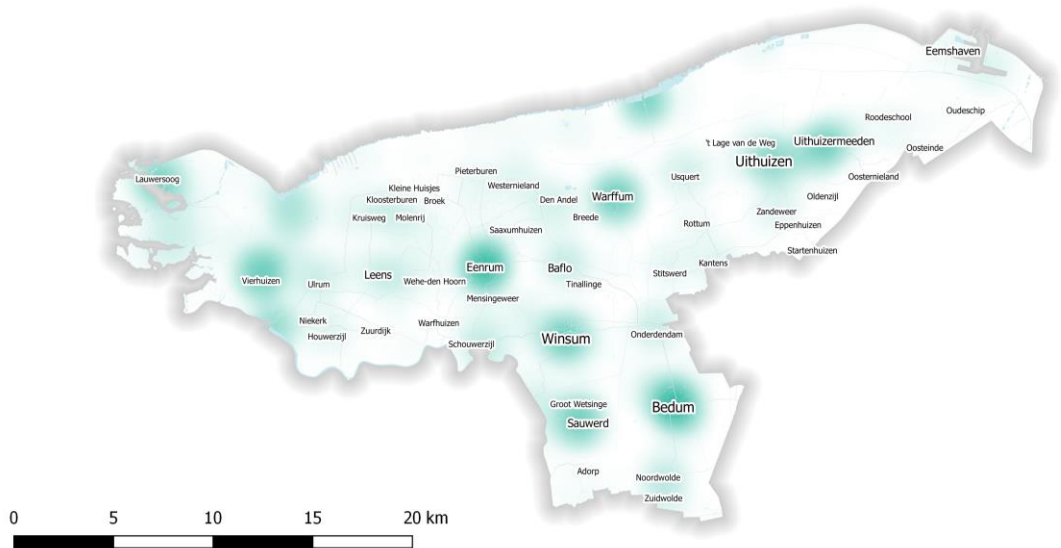 Eemshaven
Oudeschip
Roodeschool
't Lage van de Weg
Uithuizermeeden
Oosteinde
Uithuizen
Pieterburen
Usquert
Oosternieland
Lauwersoog
Kleine Huisjes
Westernieland
Kloosterburen
Broek
Den Andel
Warffum
Oldenzijl
Kruisweg
Molenrij
Breede
Zandeweer
Saaxumhuizen
Rottum
Eppenhuizen
Startenhuizen
Eenrum
Baflo
Kantens
Leens
Stitswerd
Vierhuizen
Ulrum
Wehe-den Hoorn
Tinallinge
Mensingeweer
Niekerk
Warfhuizen
Zuurdijk
Houwerzijl
Winsum
Onderdendam
Schouwerzijl
Groot Wetsinge
Bedum
Sauwerd
Adorp
Noordwolde
Zuidwolde
0 5 10 15 20 km